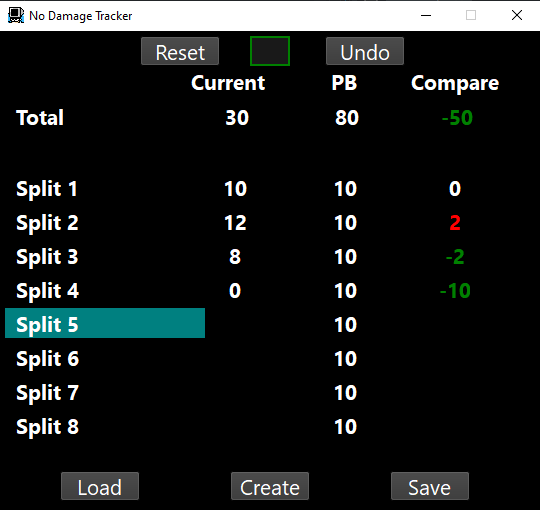 No Damage Tracker
Reset Undo
Current PB Compare
Total 30 80 -50
Split 1 10 10 0
Split 2 12 10 2
Split 3 8 10 -2
Split 4 0 10 -10
Split 5 10
Split 6 10
Split 7 10
Split 8 10
Load Create Save